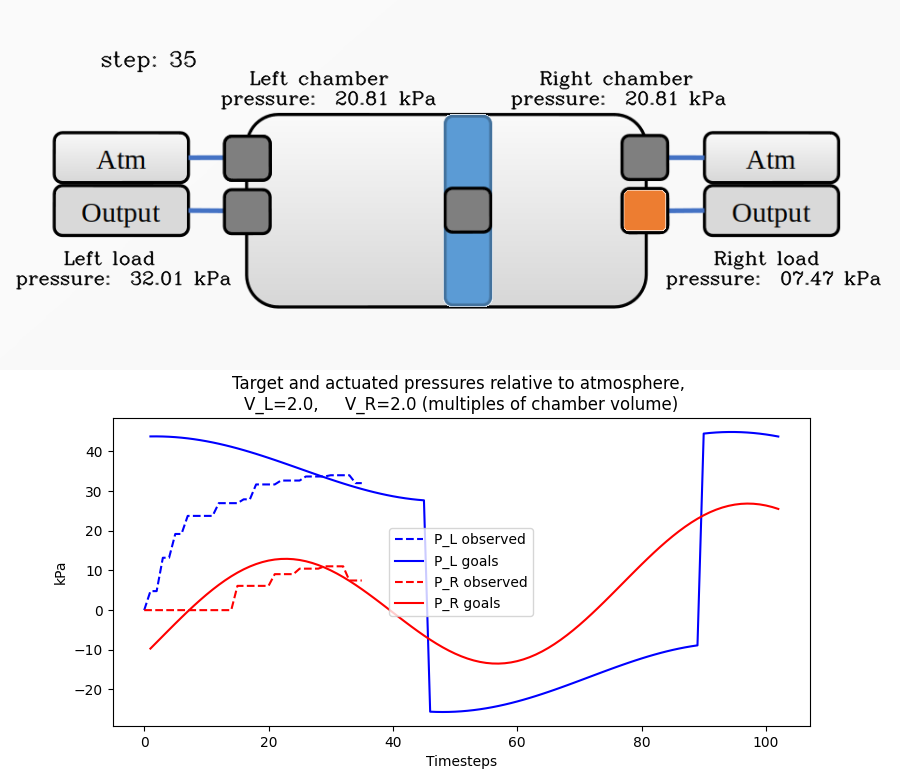 step: 35
Left chamber
pressure: 20.81 kPa
Right chamber
pressure: 20.81 kPa
Atm
Output
Atm
Output
Left load
pressure: 32.01 kPa
Right load
pressure: 07.47 kPa
Target and actuated pressures relative to atmosphere,
V_L=2.0, V_R=2.0 (multiples of chamber volume)
kPa
40
30
20
10
0
−10
−20
P_L observed
P_L goals
P_R observed
P_R goals
0 20 40 60 80 100
Timesteps